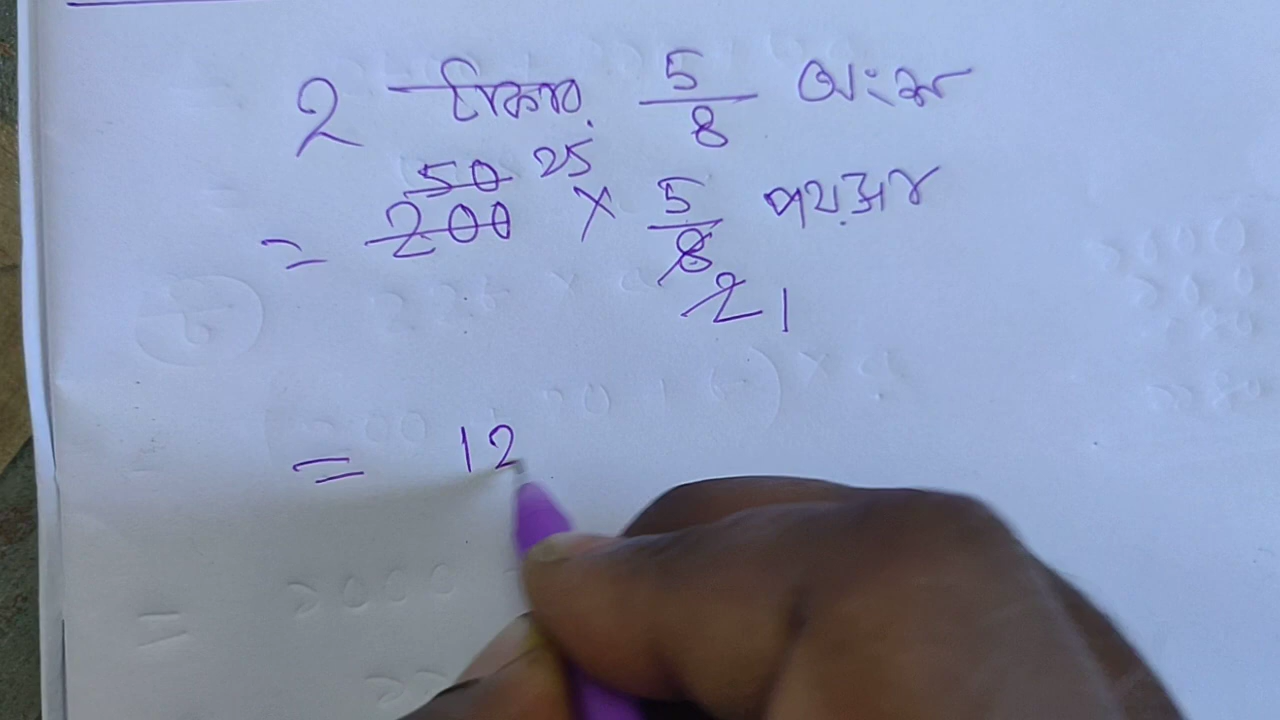 2 টাকার 5/8 অংশ
50 25
= 200 × 5/8 পয়সার
2 1
= 12